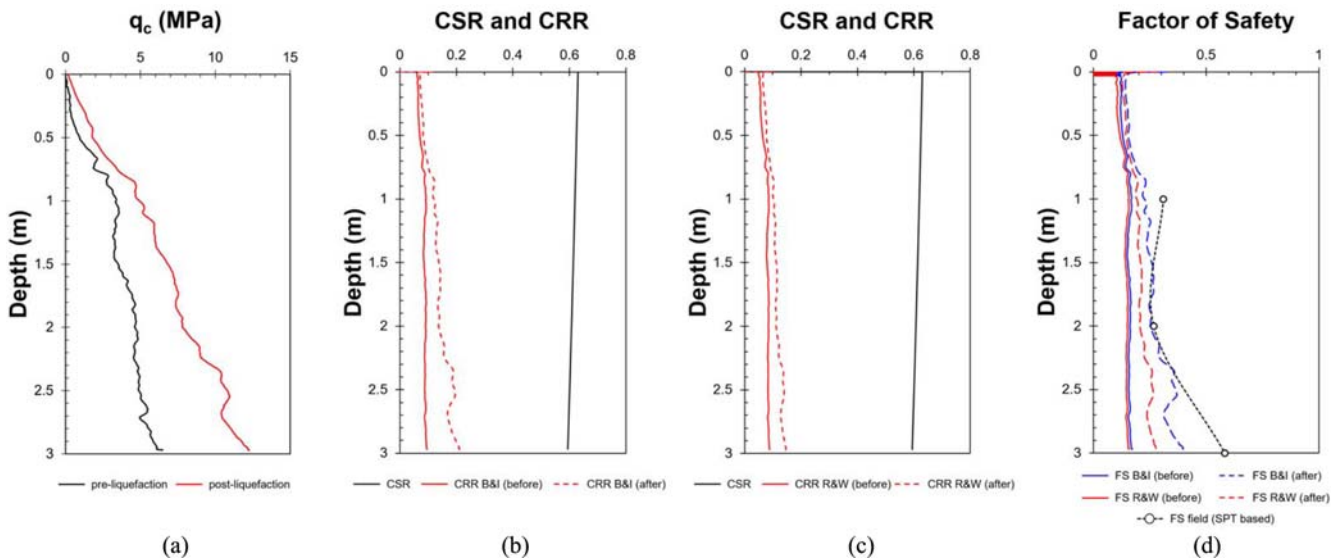 q_c (MPa)
0 5 10 15
0
0.5
1
1.5
2
2.5
3
Depth (m)
pre-liquefaction post-liquefaction
(a)
CSR and CRR
0 0.2 0.4 0.6 0.8
0
0.5
1
1.5
2
2.5
3
Depth (m)
CSR CRR B&I (before) CRR B&I (after)
(b)
CSR and CRR
0 0.2 0.4 0.6 0.8
0
0.5
1
1.5
2
2.5
3
Depth (m)
CSR CRR R&W (before) CRR R&W (after)
(c)
Factor of Safety
0 0.5 1
0
0.5
1
1.5
2
2.5
3
Depth (m)
FS B&I (before) FS B&I (after)
FS R&W (before) FS R&W (after)
FS field (SPT based)
(d)